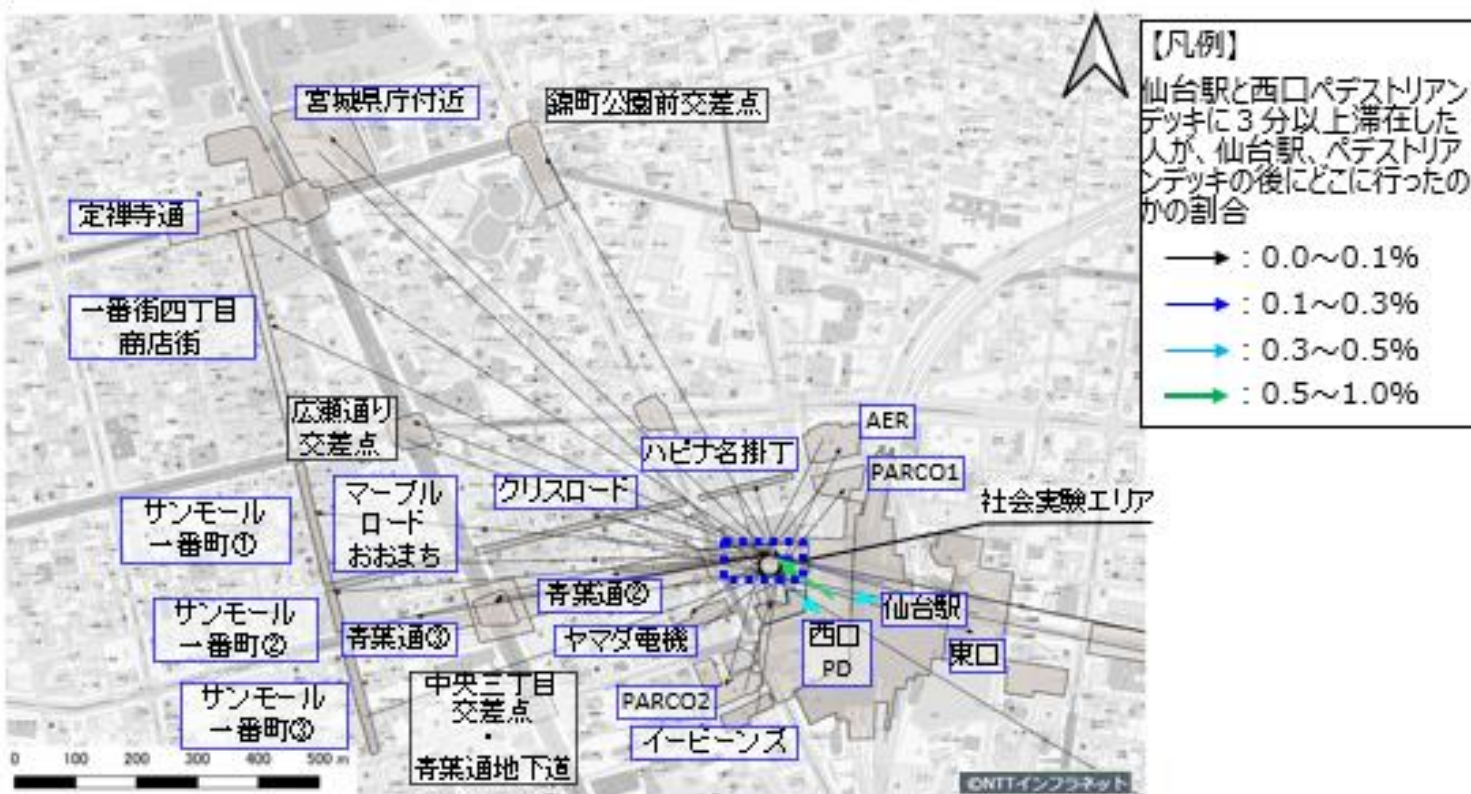 宮城県庁付近
錦町公園前交差点
定禅寺通
一番街四丁目
商店街
広瀬通り
交差点
ハピナ名掛丁
AER
PARCO1
クリスロード
マーブル
ロード
おおまち
サンモール
一番町①
社会実験エリア
青葉通②
仙台駅
サンモール
一番町②
青葉通③
ヤマダ電機
西口
PD
東口
サンモール
一番町③
中央三丁目
交差点
・
青葉通地下道
PARCO2
イービーンズ
0 100 200 300 400 500 m
©NTTインフラネット
【凡例】
仙台駅と西口ペデストリアン
デッキに3分以上滞在した
人が、仙台駅、ペデストリア
ンデッキの後にどこに行ったの
かの割合
：0.0～0.1%
：0.1～0.3%
：0.3～0.5%
：0.5～1.0%